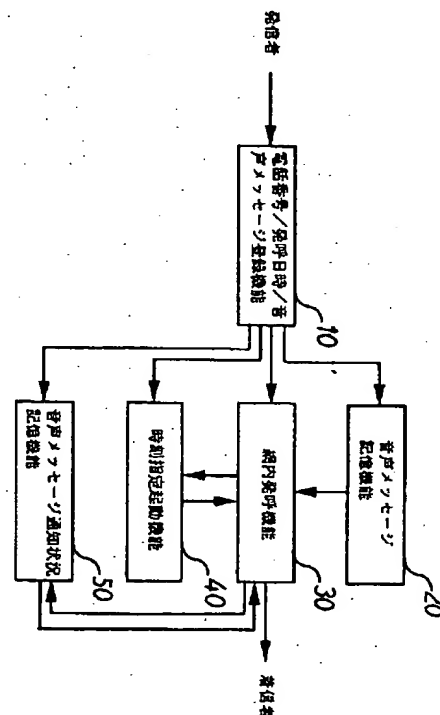 発信者
電話番号/発呼日時/音
声メッセージ登録機能
10
音声メッセージ
記憶機能
20
網内発呼機能
30
時刻指定起動機能
40
音声メッセージ通知状況
記憶機能
50
着信者